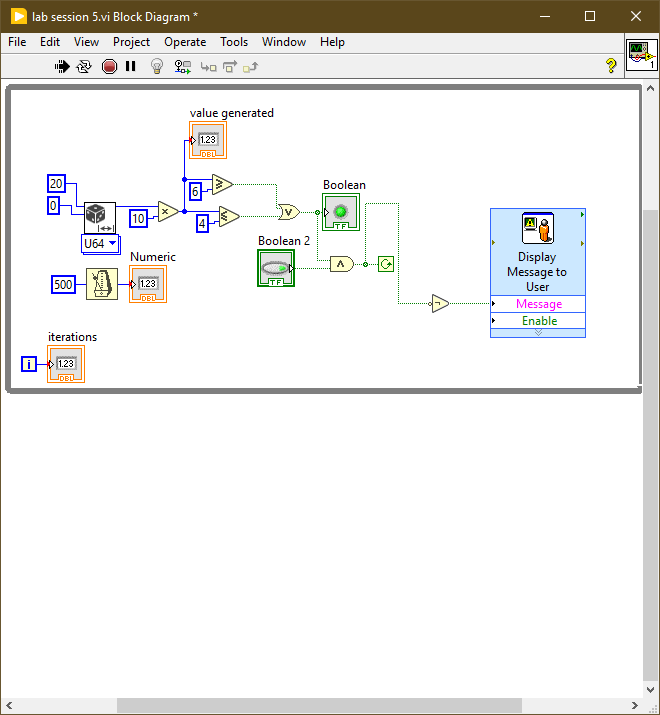 lab session 5.vi Block Diagram *
File Edit View Project Operate Tools Window Help
1
value generated
1.23
DBL
20
0
U64
10
6
4
Boolean
TF
Boolean 2
TF
500
Numeric
1.23
DBL
iterations
i
1.23
DBL
Display
Message to
User
Message
Enable